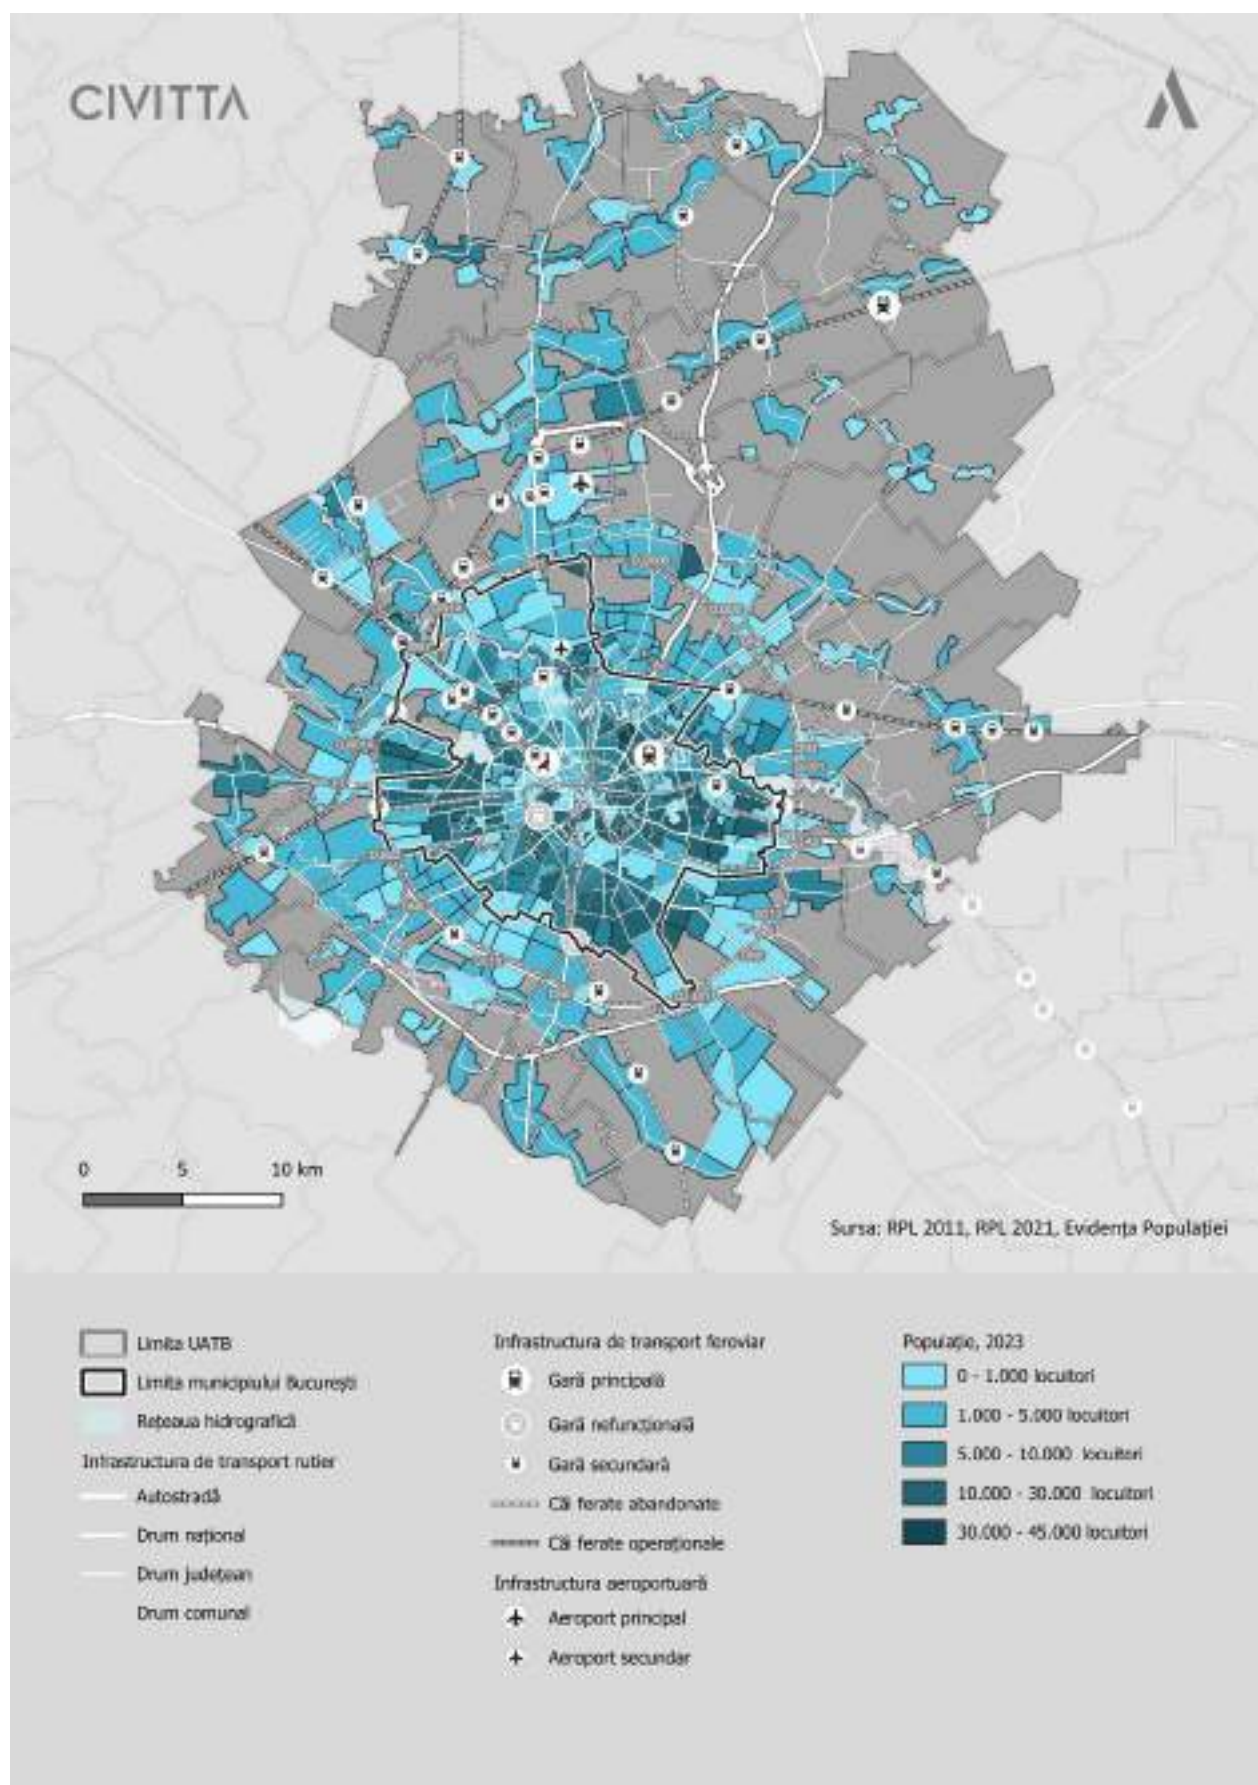 CIVITTA
0 5 10 km
Sursa: RPL 2011, RPL 2021, Evidența Populației
Limita UATB
Limita municipiului București
Rețeaua hidrografică
Infrastructura de transport rutier
Autostradă
Drum național
Drum județean
Drum comunal
Infrastructura de transport feroviar
Gară principală
Gară nefuncțională
Gară secundară
Căi ferate abandonate
Căi ferate operaționale
Infrastructura aeroportuară
Aeroport principal
Aeroport secundar
Populație, 2023
0 - 1.000 locuitori
1.000 - 5.000 locuitori
5.000 - 10.000 locuitori
10.000 - 30.000 locuitori
30.000 - 45.000 locuitori